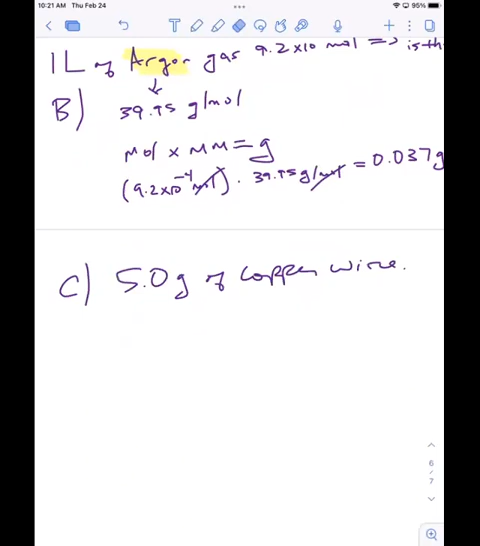 10:21 AM Thu Feb 24
95%
1L of Argon gas 9.2x10 mol => is th
B) 39.95 g/mol
mol x MM = g
(9.2x10⁻⁴ mol) · 39.95 g/mol = 0.037g
C) 5.0g of copper wire.
6
/
7